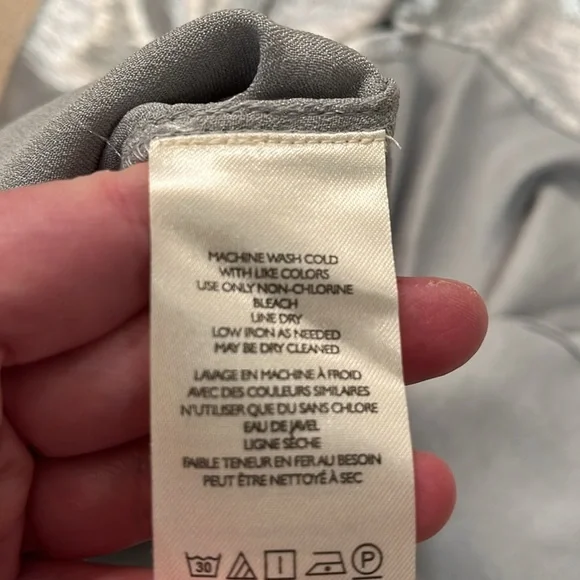 MACHINE WASH COLD
WITH LIKE COLORS
USE ONLY NON-CHLORINE
BLEACH
LINE DRY
LOW IRON AS NEEDED
MAY BE DRY CLEANED
LAVAGE EN MACHINE À FROID
AVEC DES COULEURS SIMILAIRES
N'UTILISER QUE DU SANS CHLORE
EAU DE JAVEL
LIGNE SÈCHE
FAIBLE TENEUR EN FER AU BESOIN
PEUT ÊTRE NETTOYÉ À SEC
30 P